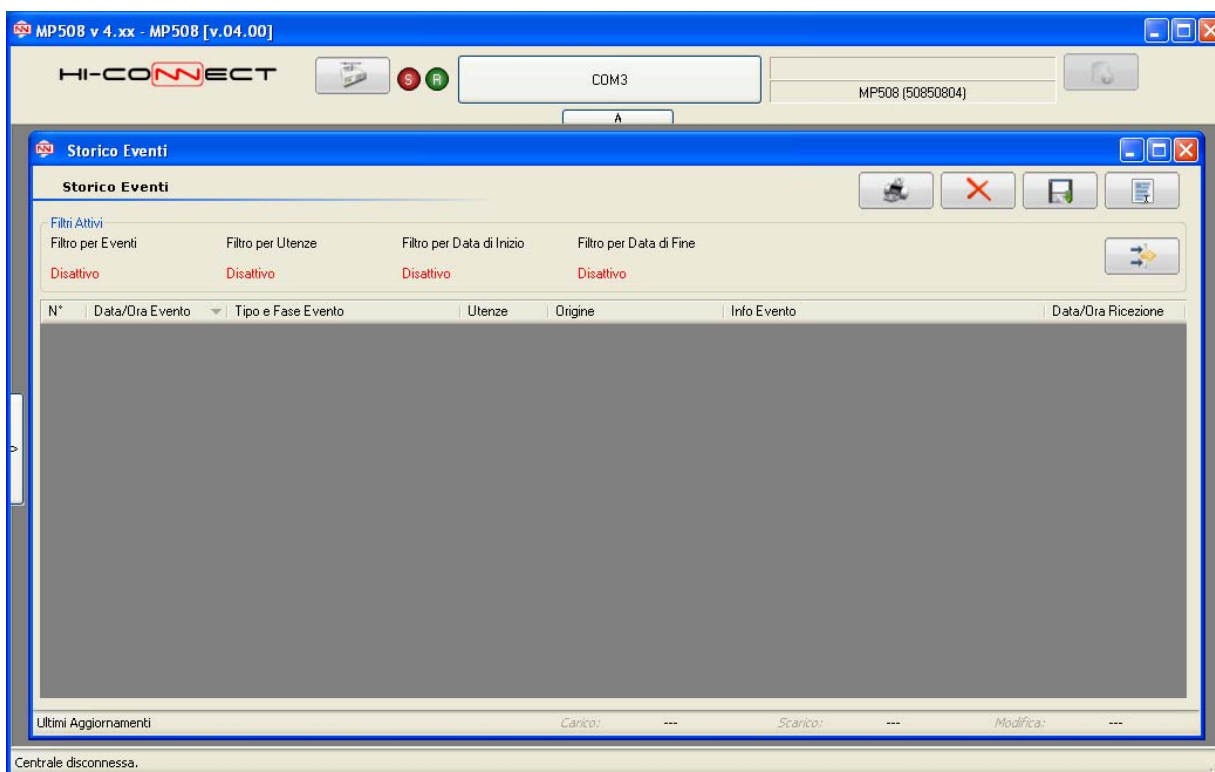 MP508 v 4.xx - MP508 [v.04.00]
HI-CONNECT
S R
COM3
MP508 (50850804)
A
Storico Eventi
Storico Eventi
Filtri Attivi
Filtro per Eventi Filtro per Utenze Filtro per Data di Inizio Filtro per Data di Fine
Disattivo Disattivo Disattivo Disattivo
N° Data/Ora Evento Tipo e Fase Evento Utenze Origine Info Evento Data/Ora Ricezione
Ultimi Aggiornamenti Carico: --- Scarico: --- Modifica: ---
Centrale disconnessa.